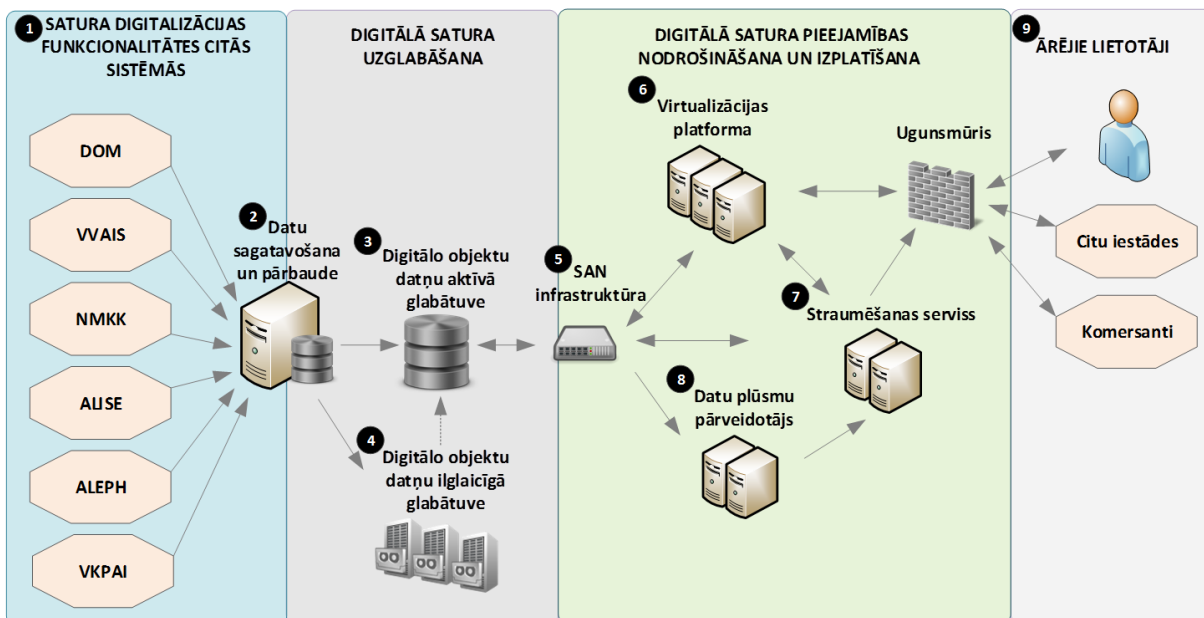 1
SATURA DIGITALIZĀCIJAS
FUNKCIONALITĀTES CITĀS
SISTĒMĀS
DOM
VVAIS
NMKK
ALISE
ALEPH
VKPAI
2
Datu
sagatavošana
un pārbaude
DIGITĀLĀ SATURA
UZGLABĀŠANA
3
Digitālo objektu
datņu aktīvā
glabātuve
4
Digitālo objektu
datņu ilglaicīgā
glabātuve
DIGITĀLĀ SATURA PIEEJAMĪBAS
NODROŠINĀŠANA UN IZPLATĪŠANA
5
SAN
infrastruktūra
6
Virtualizācijas
platforma
Ugunsmūris
7
Straumēšanas serviss
8
Datu plūsmu
pārveidotājs
9
ĀRĒJIE LIETOTĀJI
Citu iestādes
Komersanti